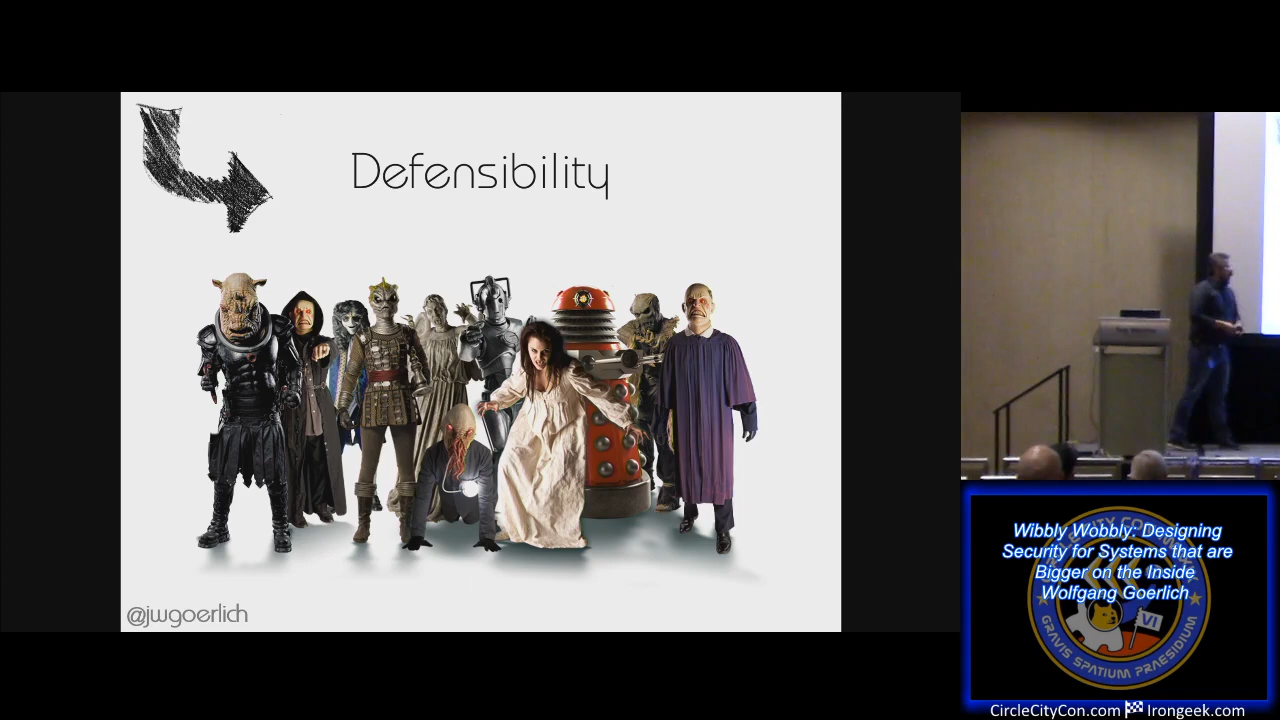 Defensibility
@jwgoerlich
Wibbly Wobbly: Designing
Security for Systems that are
Bigger on the Inside
Wolfgang Goerlich
VI
GRAVIS SPATIUM PRAESIDIUM
CircleCityCon.com Irongeek.com